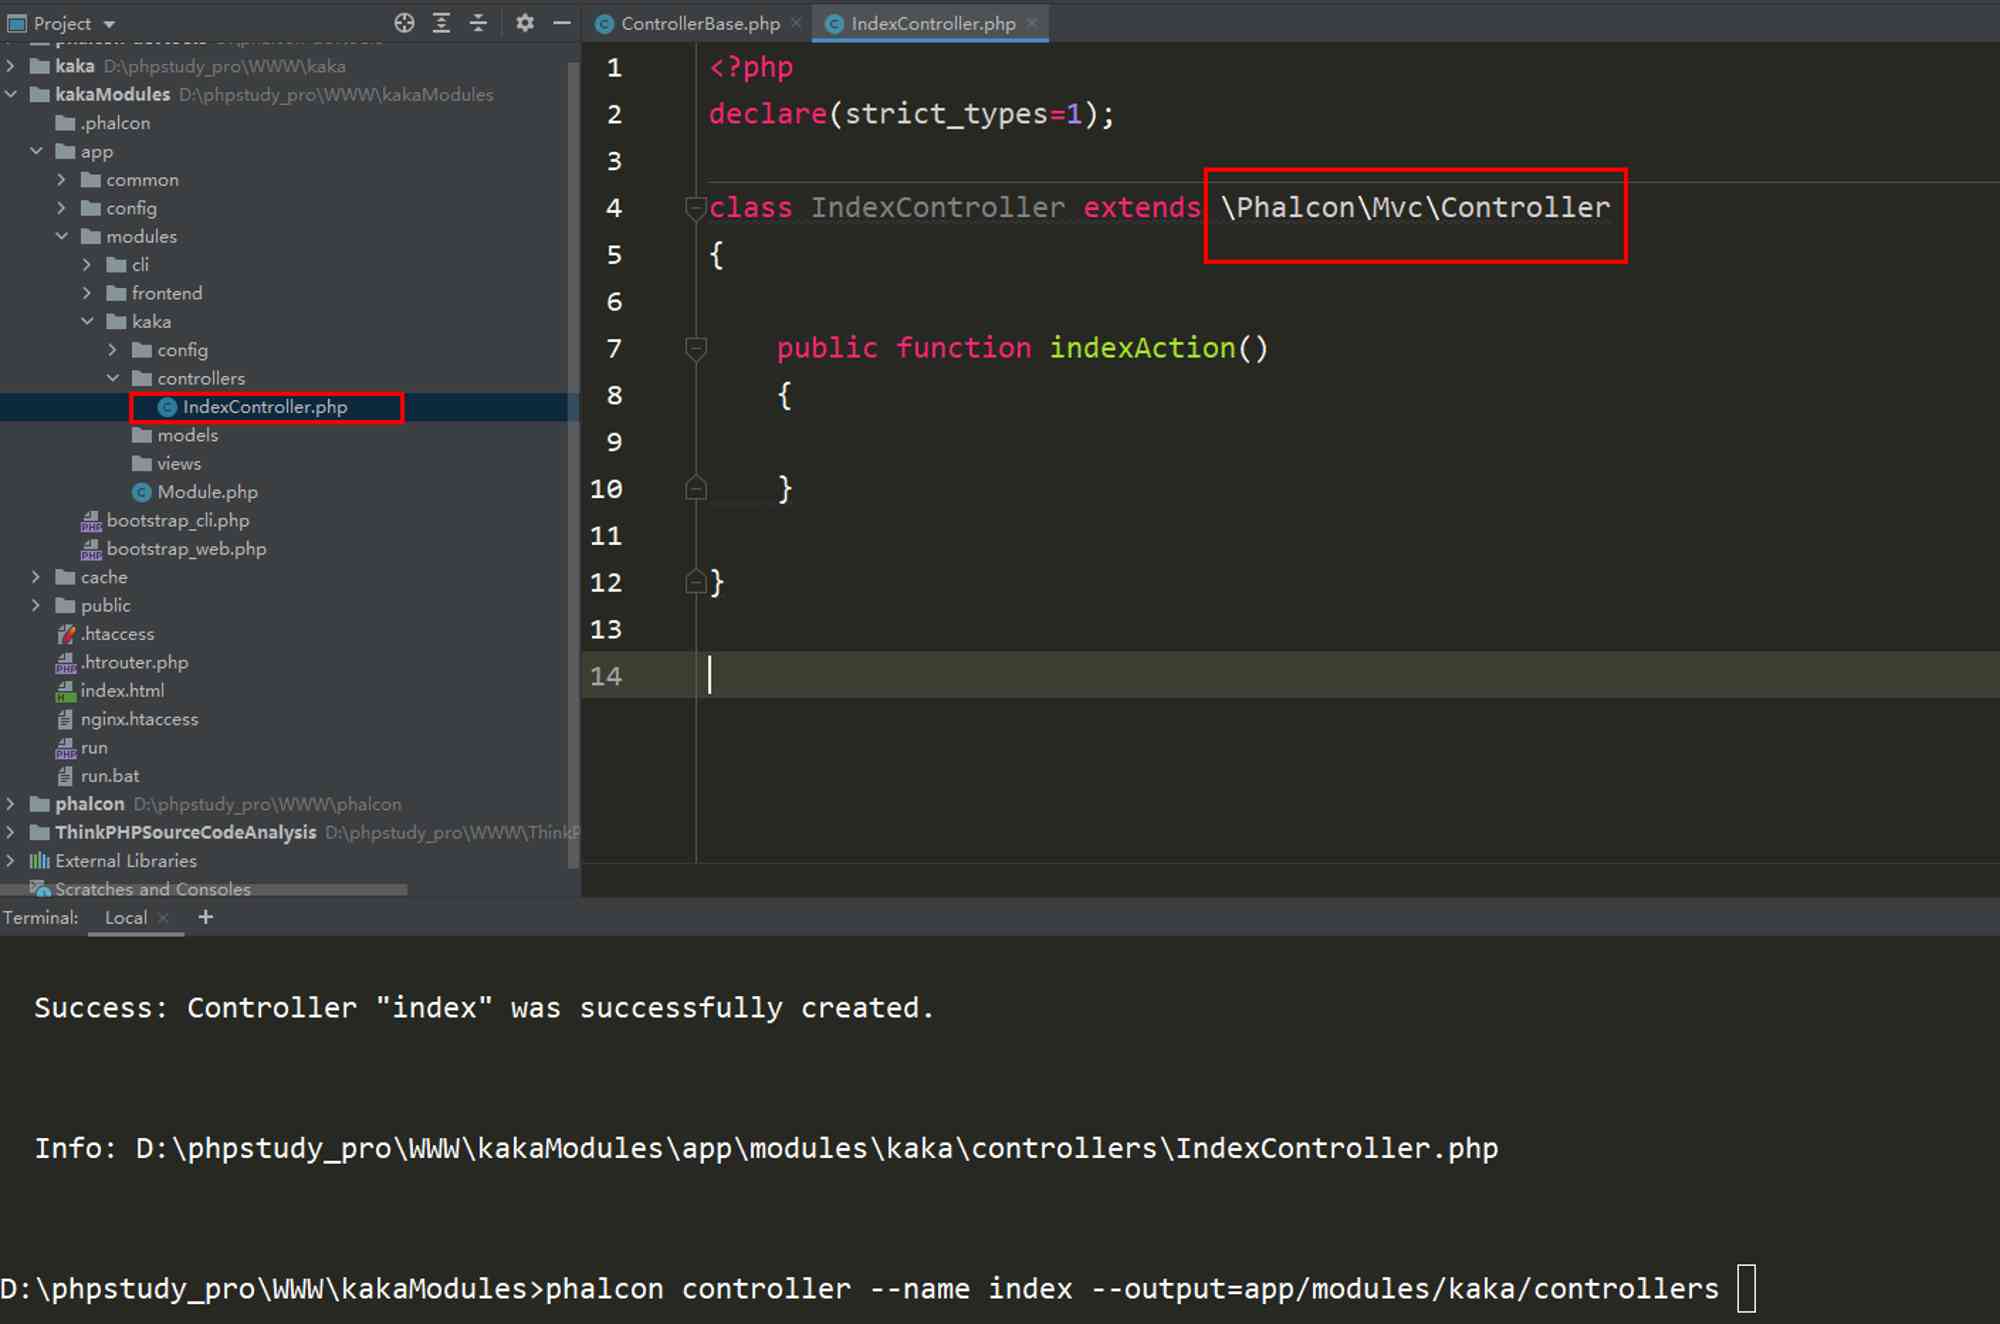 Project
kaka D:\phpstudy_pro\WWW\kaka
kakaModules D:\phpstudy_pro\WWW\kakaModules
.phalcon
app
common
config
modules
cli
frontend
kaka
config
controllers
IndexController.php
models
views
Module.php
bootstrap_cli.php
bootstrap_web.php
cache
public
.htaccess
.htrouter.php
index.html
nginx.htaccess
run
run.bat
phalcon D:\phpstudy_pro\WWW\phalcon
ThinkPHPSourceCodeAnalysis D:\phpstudy_pro\WWW\ThinkP
External Libraries
Scratches and Consoles
ControllerBase.php IndexController.php
1 <?php
2 declare(strict_types=1);
3
4 class IndexController extends \Phalcon\Mvc\Controller
5 {
6
7 public function indexAction()
8 {
9
10 }
11
12 }
13
14
Terminal: Local +
Success: Controller "index" was successfully created.
Info: D:\phpstudy_pro\WWW\kakaModules\app\modules\kaka\controllers\IndexController.php
D:\phpstudy_pro\WWW\kakaModules>phalcon controller --name index --output=app/modules/kaka/controllers